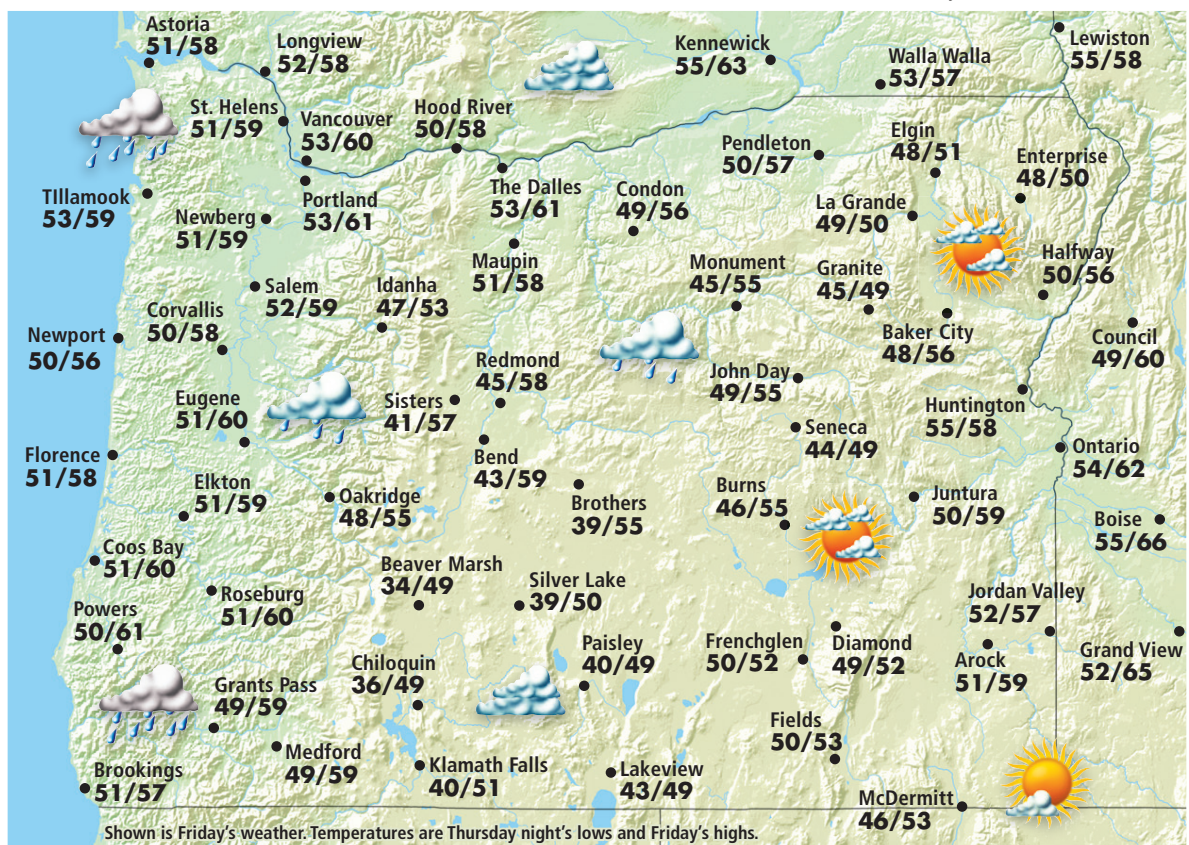 Astoria
51/58
Longview
52/58
Kennewick
55/63
Walla Walla
53/57
Lewiston
55/58
St. Helens
51/59
Vancouver
53/60
Hood River
50/58
Pendleton
50/57
Elgin
48/51
Enterprise
48/50
TIllamook
53/59
Newberg
51/59
Portland
53/61
The Dalles
53/61
Condon
49/56
La Grande
49/50
Maupin
51/58
Monument
45/55
Granite
45/49
Halfway
50/56
Salem
52/59
Idanha
47/53
Corvallis
50/58
Newport
50/56
Baker City
48/56
Council
49/60
Redmond
45/58
John Day
49/55
Eugene
51/60
Sisters
41/57
Huntington
55/58
Seneca
44/49
Florence
51/58
Bend
43/59
Ontario
54/62
Elkton
51/59
Oakridge
48/55
Brothers
39/55
Burns
46/55
Juntura
50/59
Boise
55/66
Coos Bay
51/60
Beaver Marsh
34/49
Silver Lake
39/50
Roseburg
51/60
Jordan Valley
52/57
Powers
50/61
Paisley
40/49
Frenchglen
50/52
Diamond
49/52
Arock
51/59
Grand View
52/65
Chiloquin
36/49
Grants Pass
49/59
Fields
50/53
Medford
49/59
Klamath Falls
40/51
Lakeview
43/49
Brookings
51/57
McDermitt
46/53
Shown is Friday's weather. Temperatures are Thursday night's lows and Friday's highs.